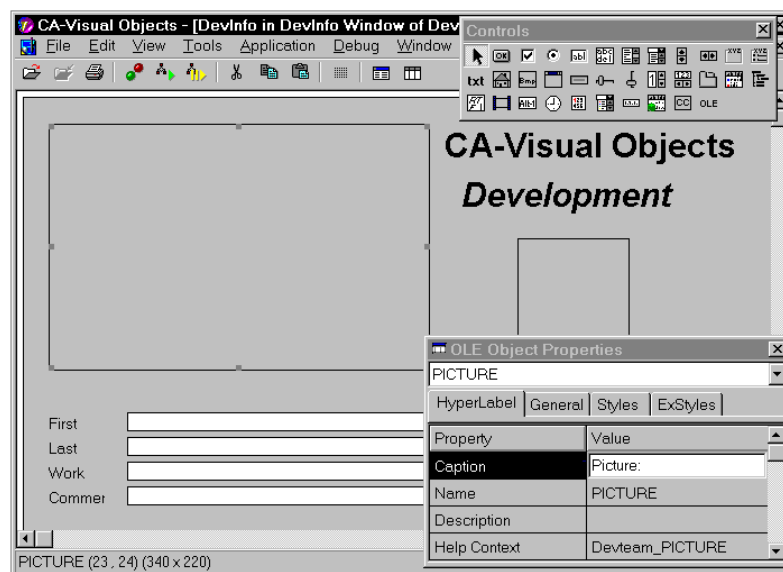 CA-Visual Objects - [DevInfo in DevInfo Window of Dev
File Edit View Tools Application Debug Window
Controls
OK
txt
OLE
CA-Visual Objects
Development
First
Last
Work
Commer
OLE Object Properties
PICTURE
HyperLabel General Styles ExStyles
Property Value
Caption Picture:
Name PICTURE
Description
Help Context Devteam_PICTURE
PICTURE (23 , 24) (340 x 220)